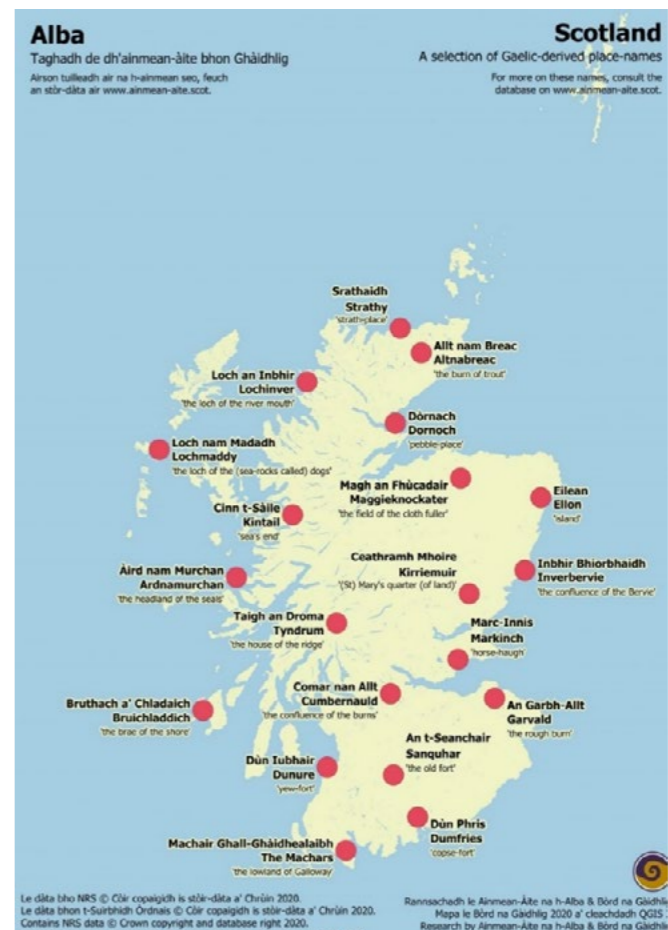 Alba
Taghadh de dh'ainmean-àite bhon Ghàidhlig
Airson tuilleadh air na h-ainmean seo, feuch
an stòr-dàta air www.ainmean-aite.scot.
Scotland
A selection of Gaelic-derived place-names
For more on these names, consult the
database on www.ainmean-aite.scot.
Srathaidh
Strathy
'strath-place'
Allt nam Breac
Altnabreac
'the burn of trout'
Loch an Inbhir
Lochinver
'the loch of the river mouth'
Dòrnach
Dornoch
'pebble-place'
Loch nam Madadh
Lochmaddy
'the loch of the (sea-rocks called) dogs'
Magh an Fhùcadair
Maggieknockater
'the field of the cloth fuller'
Eilean
Ellon
'island'
Cinn t-Sàile
Kintail
'sea's end'
Ceathramh Mhoire
Kirriemuir
'(St) Mary's quarter (of land)'
Inbhir Bhiorbhaidh
Inverbervie
'the confluence of the Bervie'
Àird nam Murchan
Ardnamurchan
'the headland of the seals'
Taigh an Droma
Tyndrum
'the house of the ridge'
Marc-Innis
Markinch
'horse-haugh'
Comar nan Allt
Cumbernauld
'the confluence of the burns'
Bruthach a' Chladaich
Bruichladdich
'the brae of the shore'
An Garbh-Allt
Garvald
'the rough burn'
An t-Seanchair
Sanquhar
'the old fort'
Dùn Iubhair
Dunure
'yew-fort'
Dùn Phris
Dumfries
'copse-fort'
Machair Ghall-Ghàidhealaibh
The Machars
'the lowland of Galloway'
Le dàta bho NRS © Còir copaigidh is stòr-dàta a' Chrùin 2020.
Le dàta bhon t-Suirbhidh Òrdnais © Còir copaigidh is stòr-dàta a' Chrùin 2020.
Contains NRS data © Crown copyright and database right 2020.
Rannsachadh le Ainmean-Àite na h-Alba & Bòrd na Gàidhlig
Mapa le Bòrd na Gàidhlig 2020 a' cleachdadh QGIS
Research by Ainmean-Àite na h-Alba & Bòrd na Gàidhlig